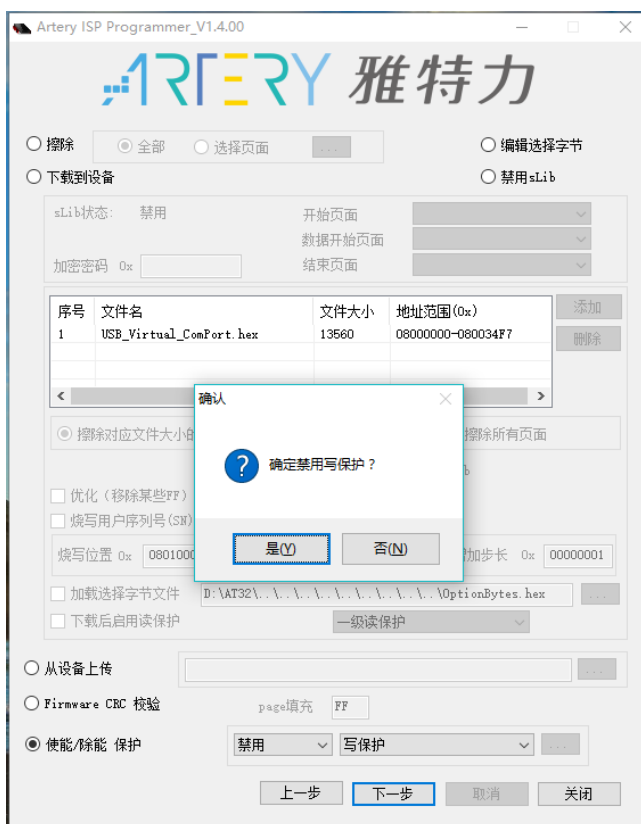 Artery ISP Programmer_V1.4.00
ARTERY 雅特力
擦除 全部 选择页面 ... 编辑选择字节
下载到设备 禁用sLib
sLib状态: 禁用 开始页面
数据开始页面
加密密码 0x 结束页面
序号 文件名 文件大小 地址范围(0x) 添加
1 USB_Virtual_ComPort.hex 13560 08000000-080034F7 删除
确认
擦除对应文件大小的 擦除所有页面
确定禁用写保护？
优化（移除某些FF）
烧写用户序列号(SN)
是(Y) 否(N)
烧写位置 0x 080100 加步长 0x 00000001
加载选择字节文件 D:\AT32\..\..\..\..\..\..\..\..\OptionBytes.hex ...
下载后启用读保护 一级读保护
从设备上传 ...
Firmware CRC 校验 page填充 FF
使能/除能 保护 禁用 写保护 ...
上一步 下一步 取消 关闭